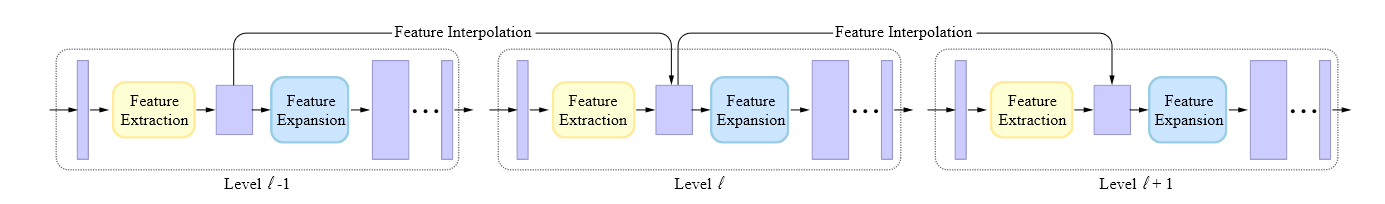 Feature Interpolation
Feature Interpolation
Feature
Extraction
Feature
Expansion
...
Feature
Extraction
Feature
Expansion
...
Feature
Extraction
Feature
Expansion
...
Level ℓ -1
Level ℓ
Level ℓ + 1